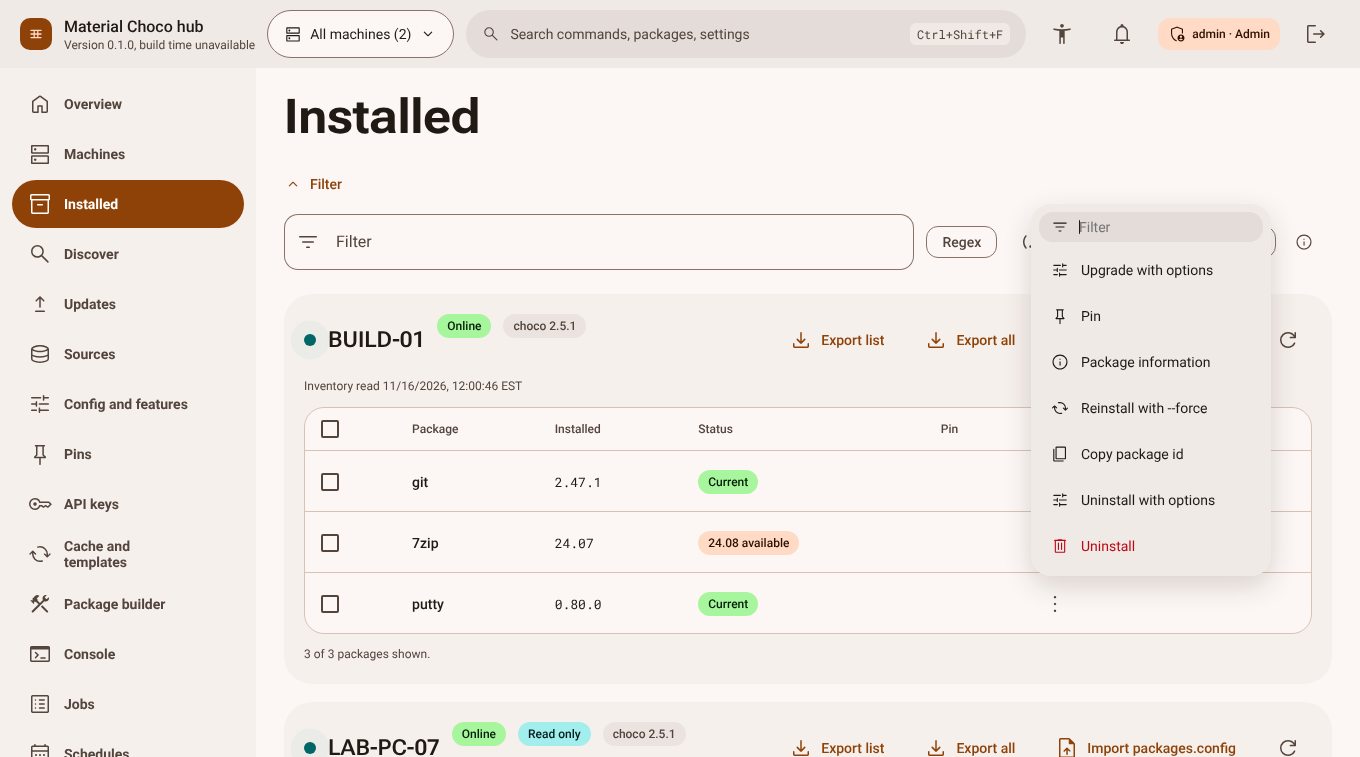 Material Choco hub
Version 0.1.0, build time unavailable
All machines (2)
Search commands, packages, settings
Ctrl+Shift+F
admin · Admin
Overview
Machines
Installed
Discover
Updates
Sources
Config and features
Pins
API keys
Cache and
templates
Package builder
Console
Jobs
Schedules
Installed
Filter
Filter
Regex
(.
Filter
Upgrade with options
Pin
Package information
Reinstall with --force
Copy package id
Uninstall with options
Uninstall
BUILD-01
Online
choco 2.5.1
Export list
Export all
Inventory read 11/16/2026, 12:00:46 EST
Package Installed Status Pin
git 2.47.1 Current
7zip 24.07 24.08 available
putty 0.80.0 Current
3 of 3 packages shown.
LAB-PC-07
Online
Read only
choco 2.5.1
Export list
Export all
Import packages.config